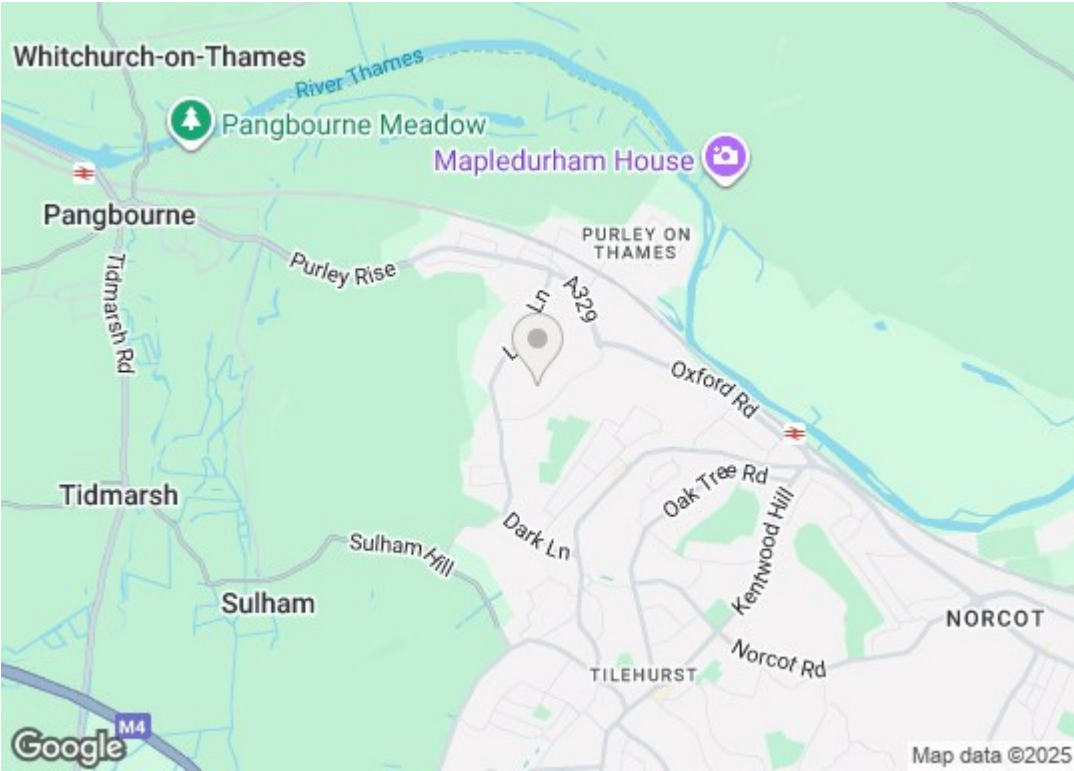 Whitchurch-on-Thames
River Thames
Pangbourne Meadow
Mapledurham House
Pangbourne
PURLEY ON
THAMES
Purley Rise
Tidmarsh Rd
Ln
A329
Oxford Rd
Tidmarsh
Oak Tree Rd
Dark Ln
Kentwood Hill
Sulham Hill
Sulham
NORCOT
Norcot Rd
TILEHURST
M4
Google
Map data ©2025